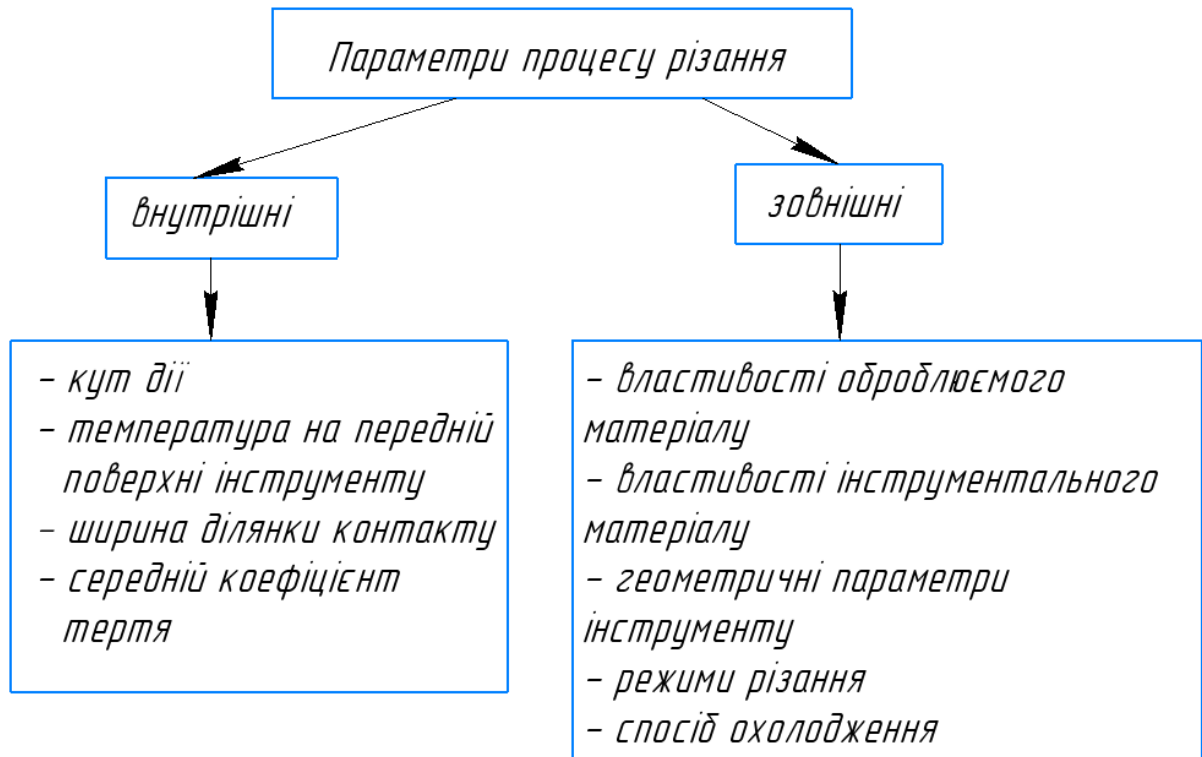 Параметри процесу різання
внутрішні
зовнішні
- кут дії
- температура на передній
поверхні інструменту
- ширина ділянки контакту
- середній коефіцієнт
тертя
- властивості оброблюємого
матеріалу
- властивості інструментального
матеріалу
- геометричні параметри
інструменту
- режими різання
- спосіб охолодження